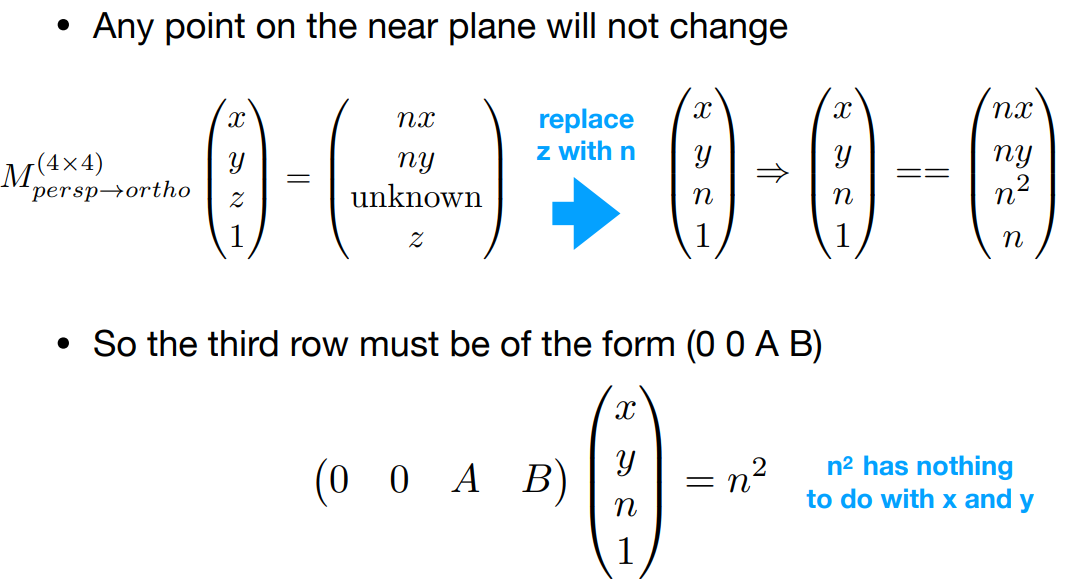 • Any point on the near plane will not change
$M_{persp \to ortho}^{(4 \times 4)} \begin{pmatrix} x \\ y \\ z \\ 1 \end{pmatrix} = \begin{pmatrix} nx \\ ny \\ \text{unknown} \\ z \end{pmatrix}$ replace z with n $\begin{pmatrix} x \\ y \\ n \\ 1 \end{pmatrix} \Rightarrow \begin{pmatrix} x \\ y \\ n \\ 1 \end{pmatrix} == \begin{pmatrix} nx \\ ny \\ n^2 \\ n \end{pmatrix}$
• So the third row must be of the form (0 0 A B)
$\begin{pmatrix} 0 & 0 & A & B \end{pmatrix} \begin{pmatrix} x \\ y \\ n \\ 1 \end{pmatrix} = n^2$ n² has nothing to do with x and y